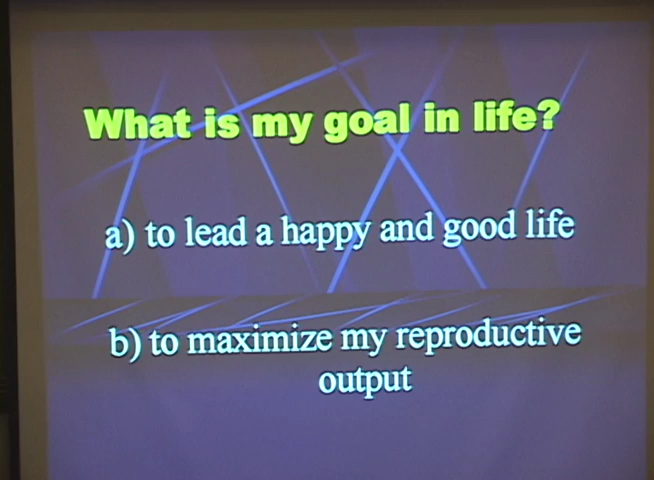 What is my goal in life?
a) to lead a happy and good life
b) to maximize my reproductive
output